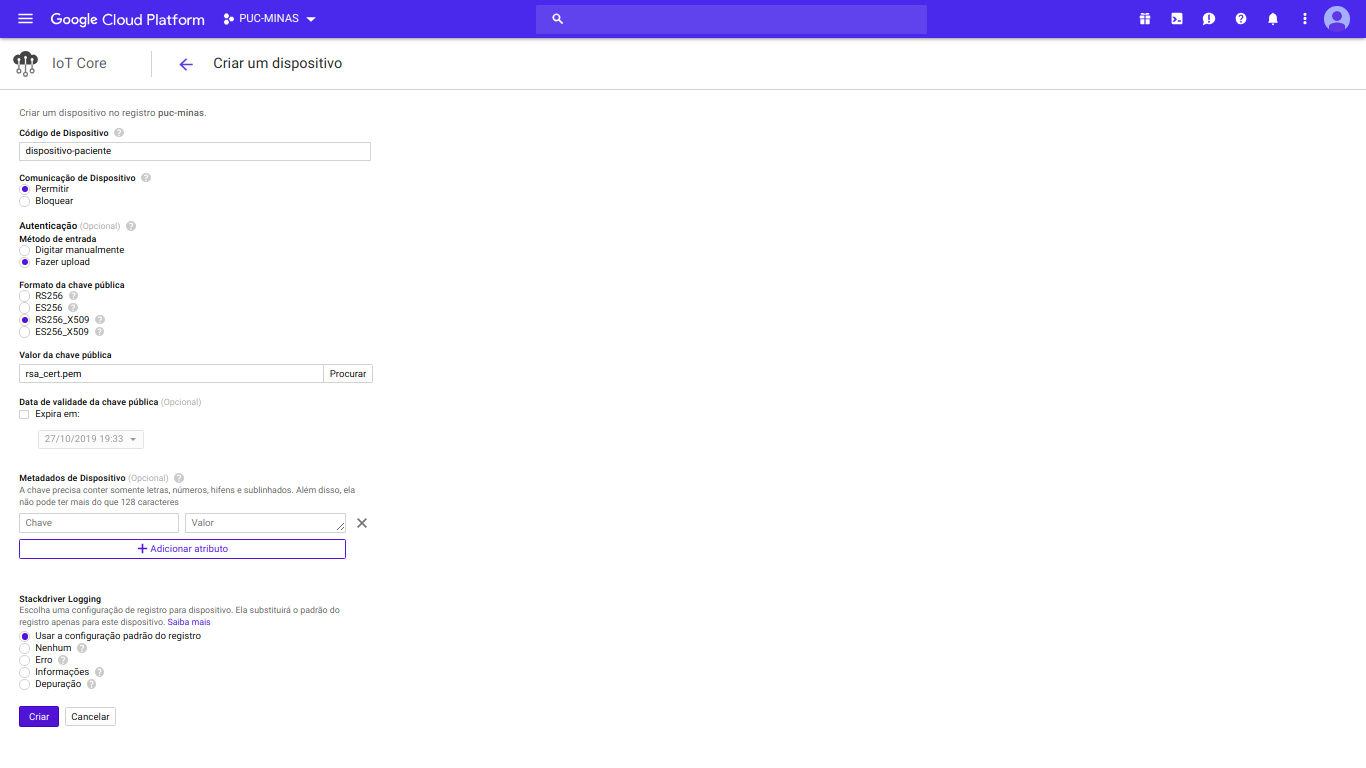 Google Cloud Platform PUC-MINAS
IoT Core Criar um dispositivo
Criar um dispositivo no registro puc-minas.
Código de Dispositivo ?
dispositivo-paciente
Comunicação de Dispositivo ?
Permitir
Bloquear
Autenticação (Opcional) ?
Método de entrada
Digitar manualmente
Fazer upload
Formato da chave pública
RS256 ?
ES256 ?
RS256_X509 ?
ES256_X509 ?
Valor da chave pública
rsa_cert.pem Procurar
Data de validade da chave pública (Opcional)
Expira em:
27/10/2019 19:33
Metadados de Dispositivo (Opcional) ?
A chave precisa conter somente letras, números, hifens e sublinhados. Além disso, ela
não pode ter mais do que 128 caracteres
Chave Valor
Adicionar atributo
Stackdriver Logging
Escolha uma configuração de registro para dispositivo. Ela substituirá o padrão do
registro apenas para este dispositivo. Saiba mais
Usar a configuração padrão do registro
Nenhum ?
Erro ?
Informações ?
Depuração ?
Criar Cancelar